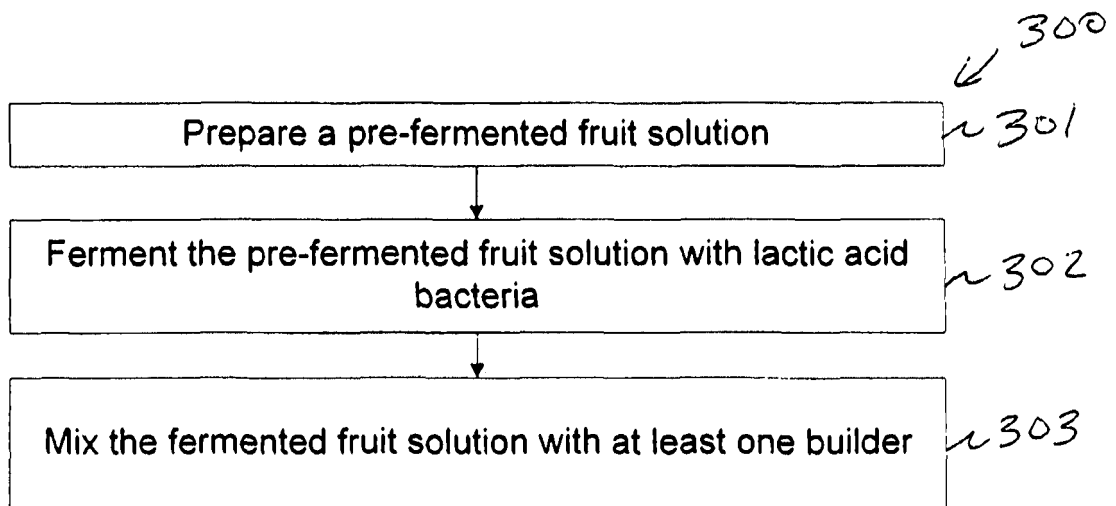 300
Prepare a pre-fermented fruit solution
301
Ferment the pre-fermented fruit solution with lactic acid
bacteria
302
Mix the fermented fruit solution with at least one builder
303